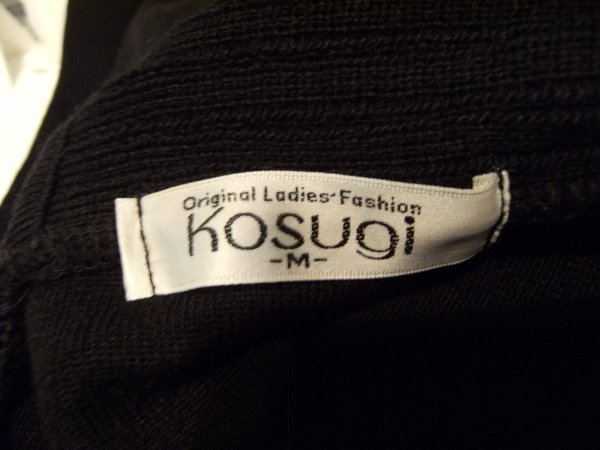 Original Ladies' Fashion
Kosugi
-M-